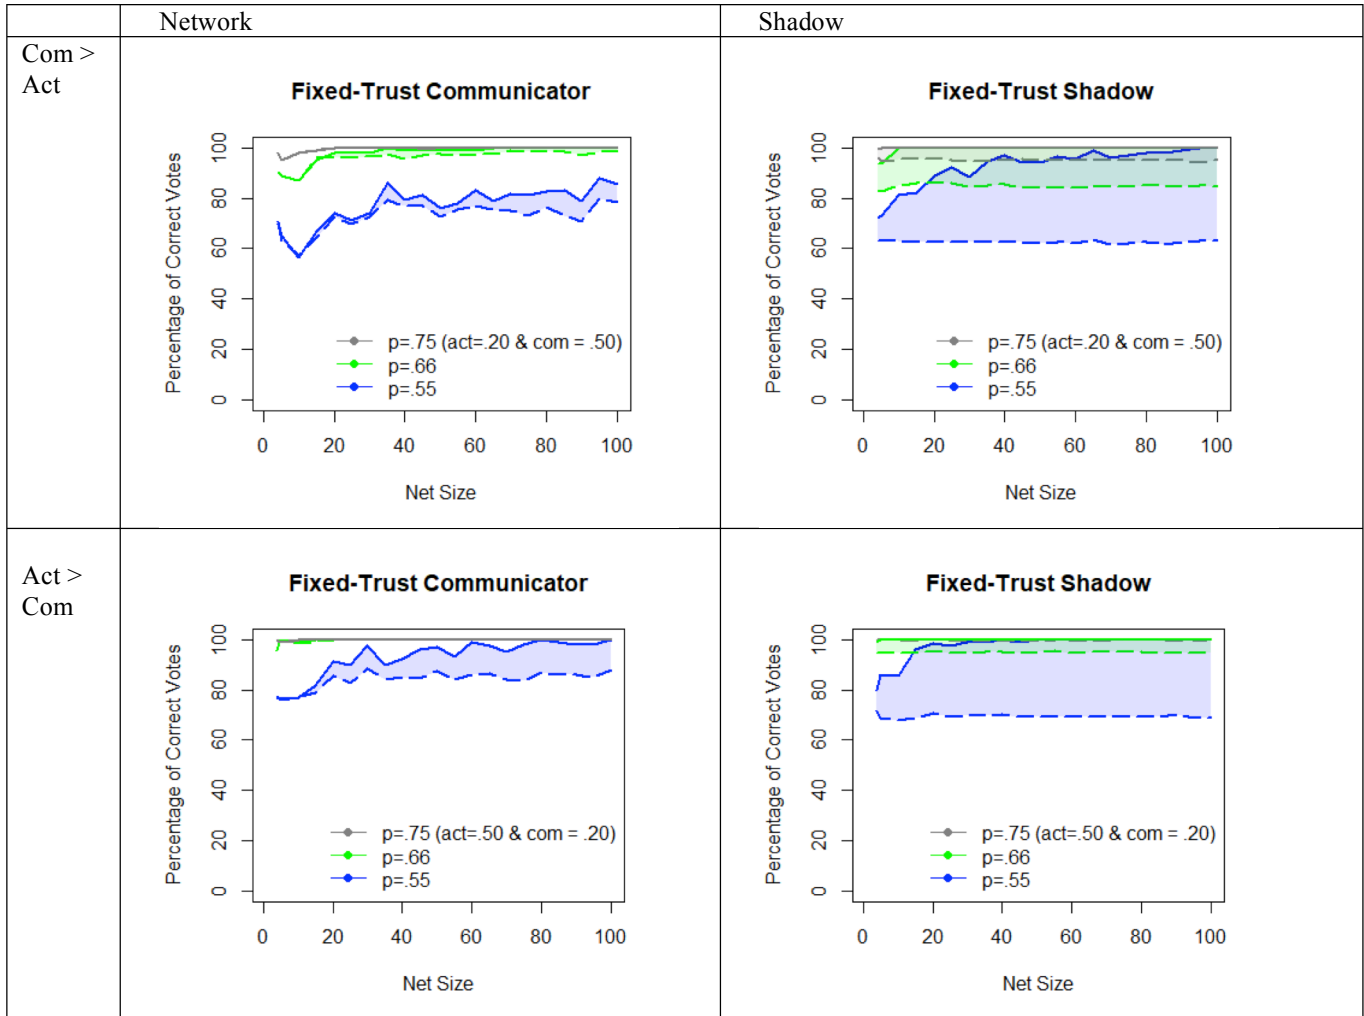 Network
Shadow
Com >
Act
Fixed-Trust Communicator
Percentage of Correct Votes
0 20 40 60 80 100
p=.75 (act=.20 & com = .50)
p=.66
p=.55
0 20 40 60 80 100
Net Size
Fixed-Trust Shadow
Percentage of Correct Votes
0 20 40 60 80 100
p=.75 (act=.20 & com = .50)
p=.66
p=.55
0 20 40 60 80 100
Net Size
Act >
Com
Fixed-Trust Communicator
Percentage of Correct Votes
0 20 40 60 80 100
p=.75 (act=.50 & com = .20)
p=.66
p=.55
0 20 40 60 80 100
Net Size
Fixed-Trust Shadow
Percentage of Correct Votes
0 20 40 60 80 100
p=.75 (act=.50 & com = .20)
p=.66
p=.55
0 20 40 60 80 100
Net Size